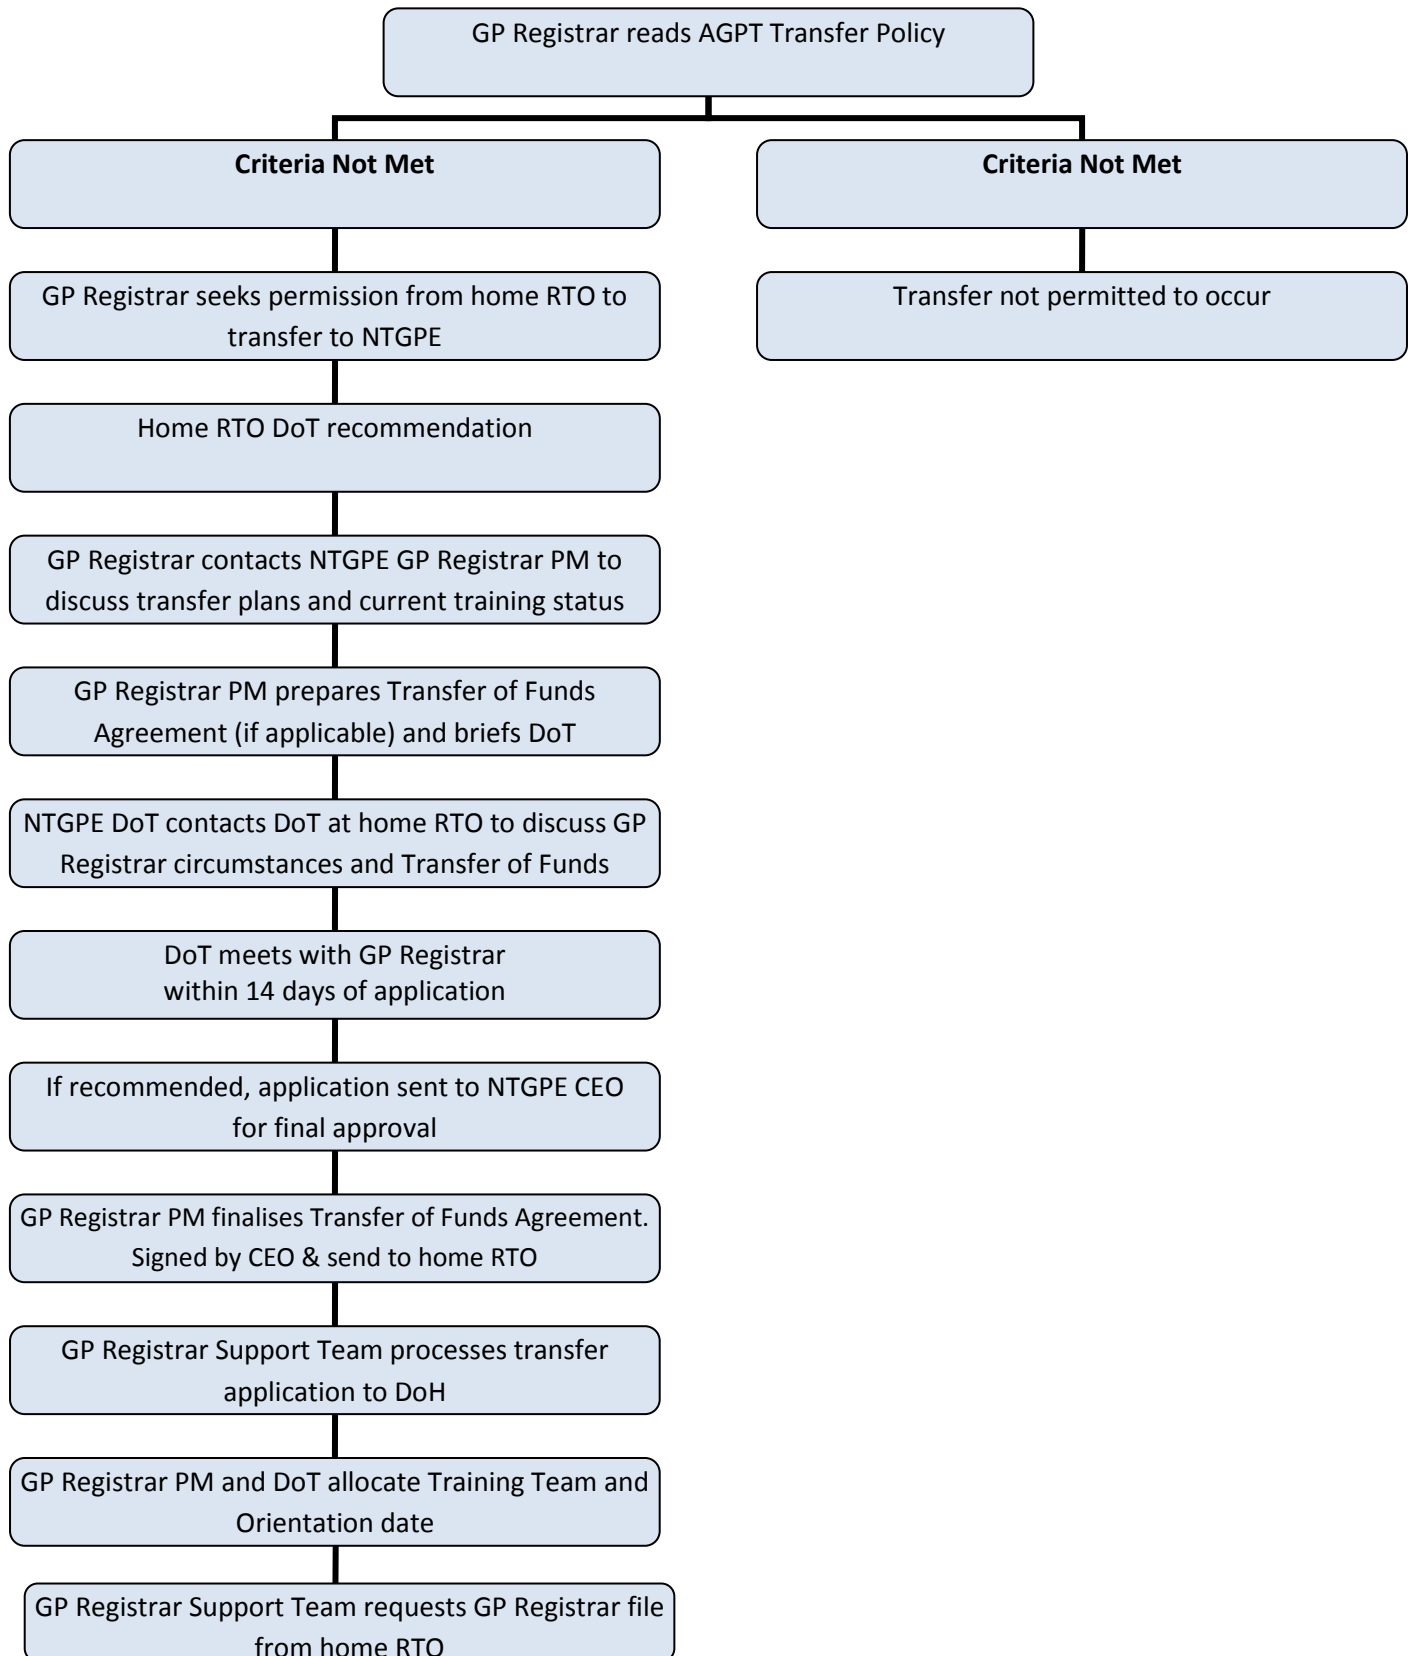 GP Registrar reads AGPT Transfer Policy
Criteria Not Met
Criteria Not Met
GP Registrar seeks permission from home RTO to
transfer to NTGPE
Transfer not permitted to occur
Home RTO DoT recommendation
GP Registrar contacts NTGPE GP Registrar PM to
discuss transfer plans and current training status
GP Registrar PM prepares Transfer of Funds
Agreement (if applicable) and briefs DoT
NTGPE DoT contacts DoT at home RTO to discuss GP
Registrar circumstances and Transfer of Funds
DoT meets with GP Registrar
within 14 days of application
If recommended, application sent to NTGPE CEO
for final approval
GP Registrar PM finalises Transfer of Funds Agreement.
Signed by CEO & send to home RTO
GP Registrar Support Team processes transfer
application to DoH
GP Registrar PM and DoT allocate Training Team and
Orientation date
GP Registrar Support Team requests GP Registrar file
from home RTO